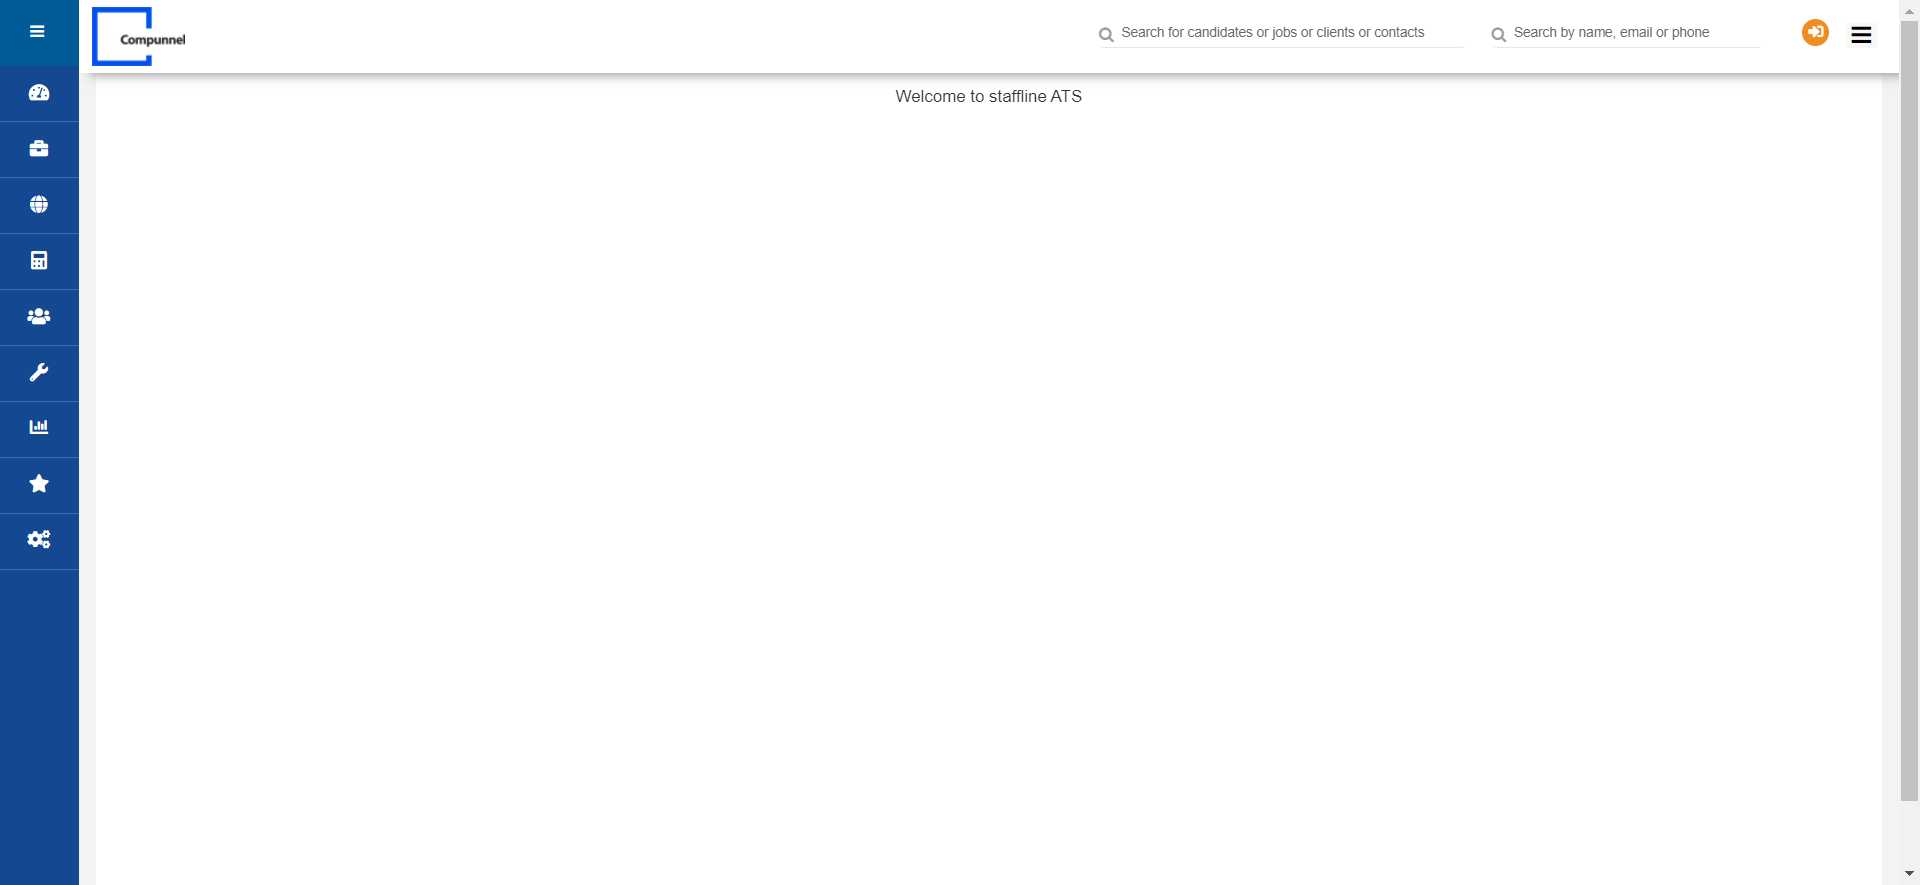 Compunnel
Search for candidates or jobs or clients or contacts
Search by name, email or phone
Welcome to staffline ATS